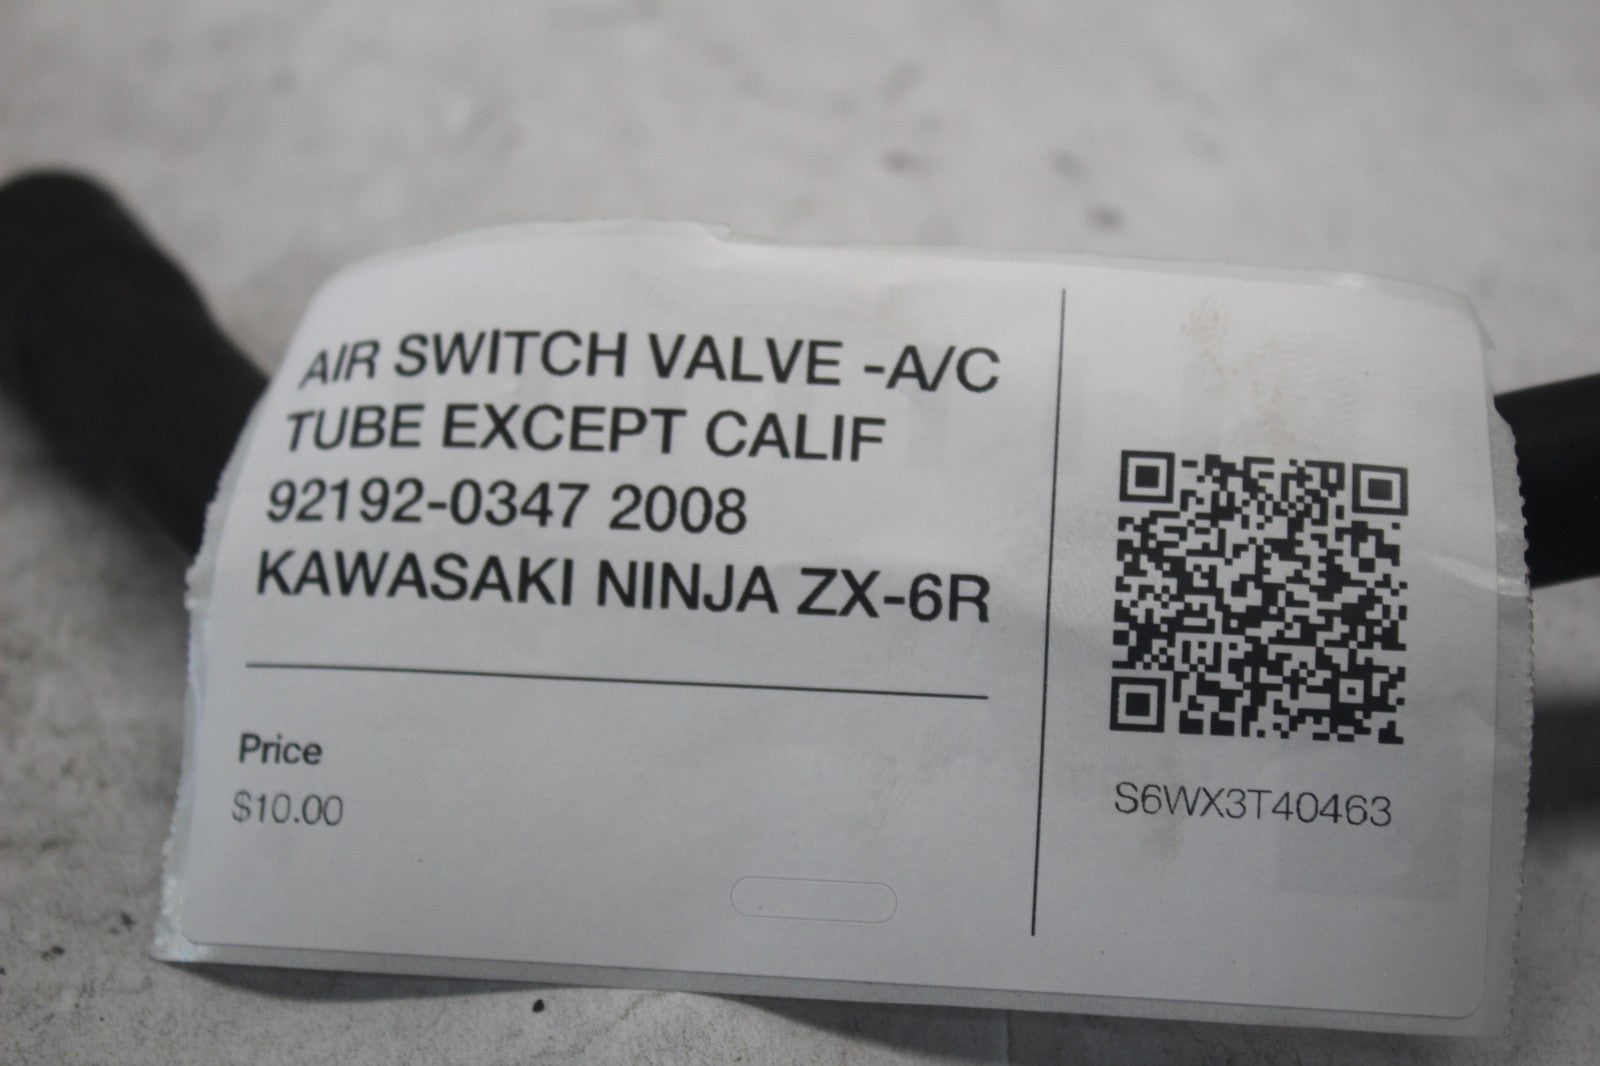 AIR SWITCH VALVE -A/C
TUBE EXCEPT CALIF
92192-0347 2008
KAWASAKI NINJA ZX-6R
Price
$10.00
S6WX3T40463